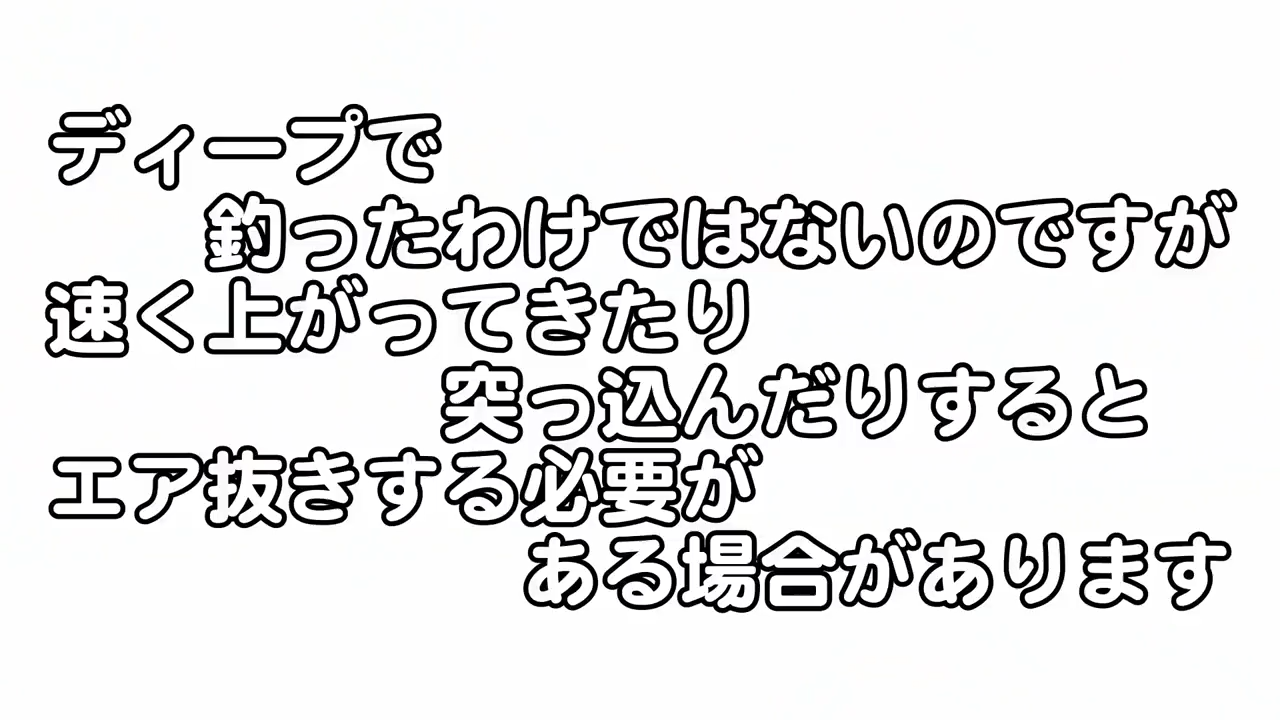 ディープで
釣ったわけではないのですが
速く上がってきたり
突っ込んだりすると
エア抜きする必要が
ある場合があります